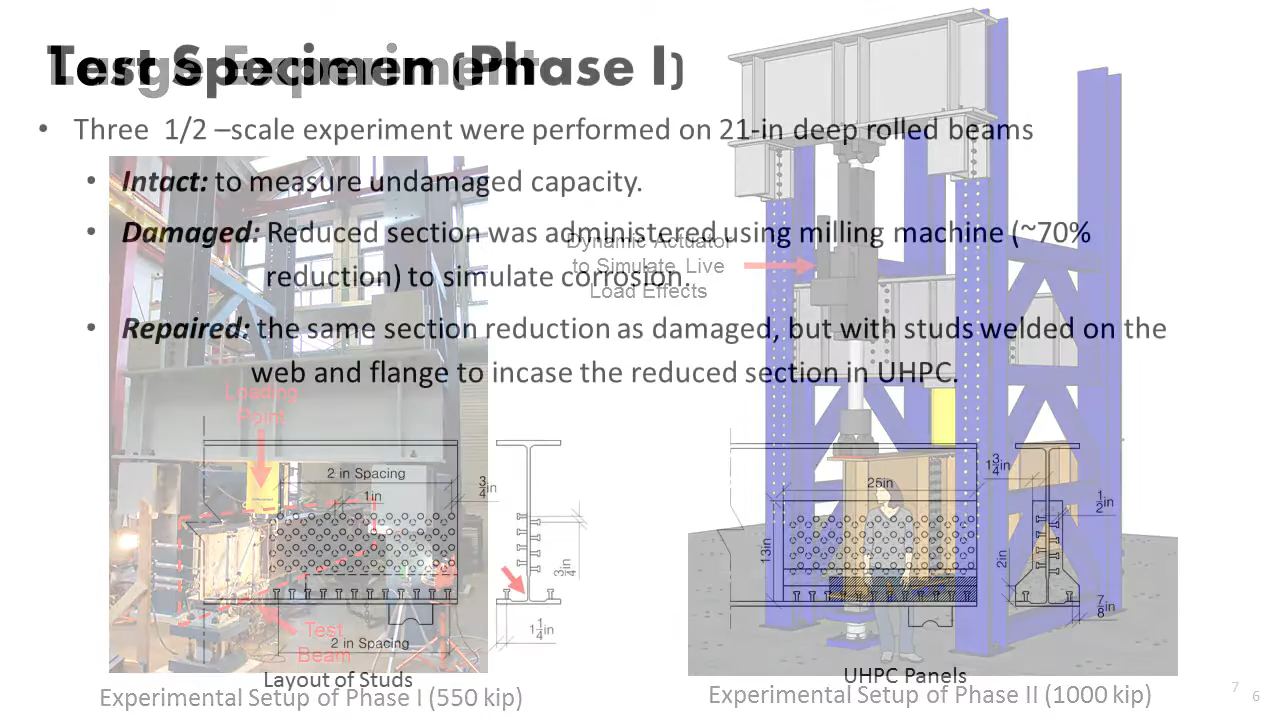 Test Specimen (Phase I)
Large Experiment
• Three 1/2 –scale experiment were performed on 21-in deep rolled beams
• Intact: to measure undamaged capacity.
• Damaged: Reduced section was administered using milling machine (~70%
reduction) to simulate corrosion.
• Repaired: the same section reduction as damaged, but with studs welded on the
web and flange to incase the reduced section in UHPC.
Dynamic Actuator
to Simulate Live
Load Effects
Loading
Point
2 in Spacing
1in
3/4in
3/4in
1 1/4in
2 in Spacing
Test
Beam
Layout of Studs
Experimental Setup of Phase I (550 kip)
25in
1 3/4in
1/2in
13in
2in
7/8in
UHPC Panels
Experimental Setup of Phase II (1000 kip)
7
6